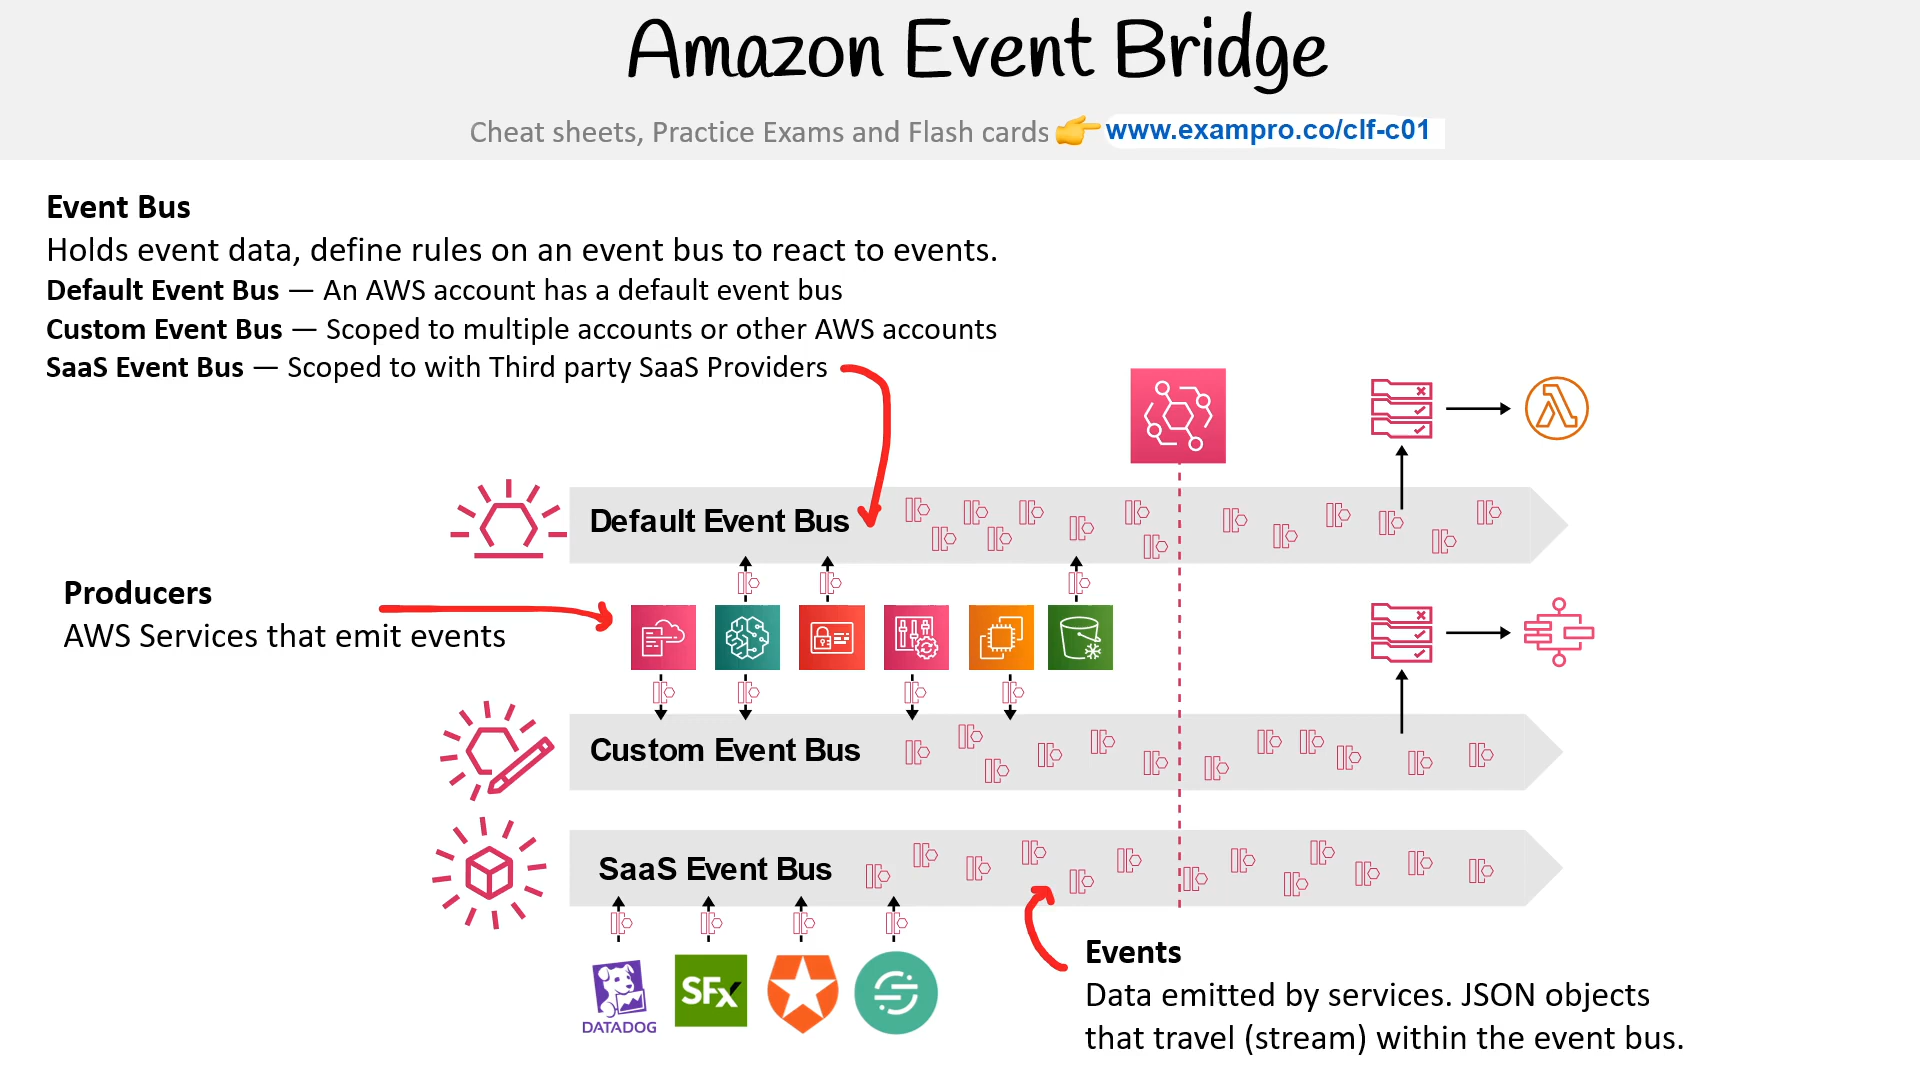 Amazon Event Bridge
Cheat sheets, Practice Exams and Flash cards 👉 www.exampro.co/clf-c01
Event Bus
Holds event data, define rules on an event bus to react to events.
Default Event Bus — An AWS account has a default event bus
Custom Event Bus — Scoped to multiple accounts or other AWS accounts
SaaS Event Bus — Scoped to with Third party SaaS Providers
Default Event Bus
Producers
AWS Services that emit events
Custom Event Bus
SaaS Event Bus
DATADOG
SFx
Events
Data emitted by services. JSON objects
that travel (stream) within the event bus.